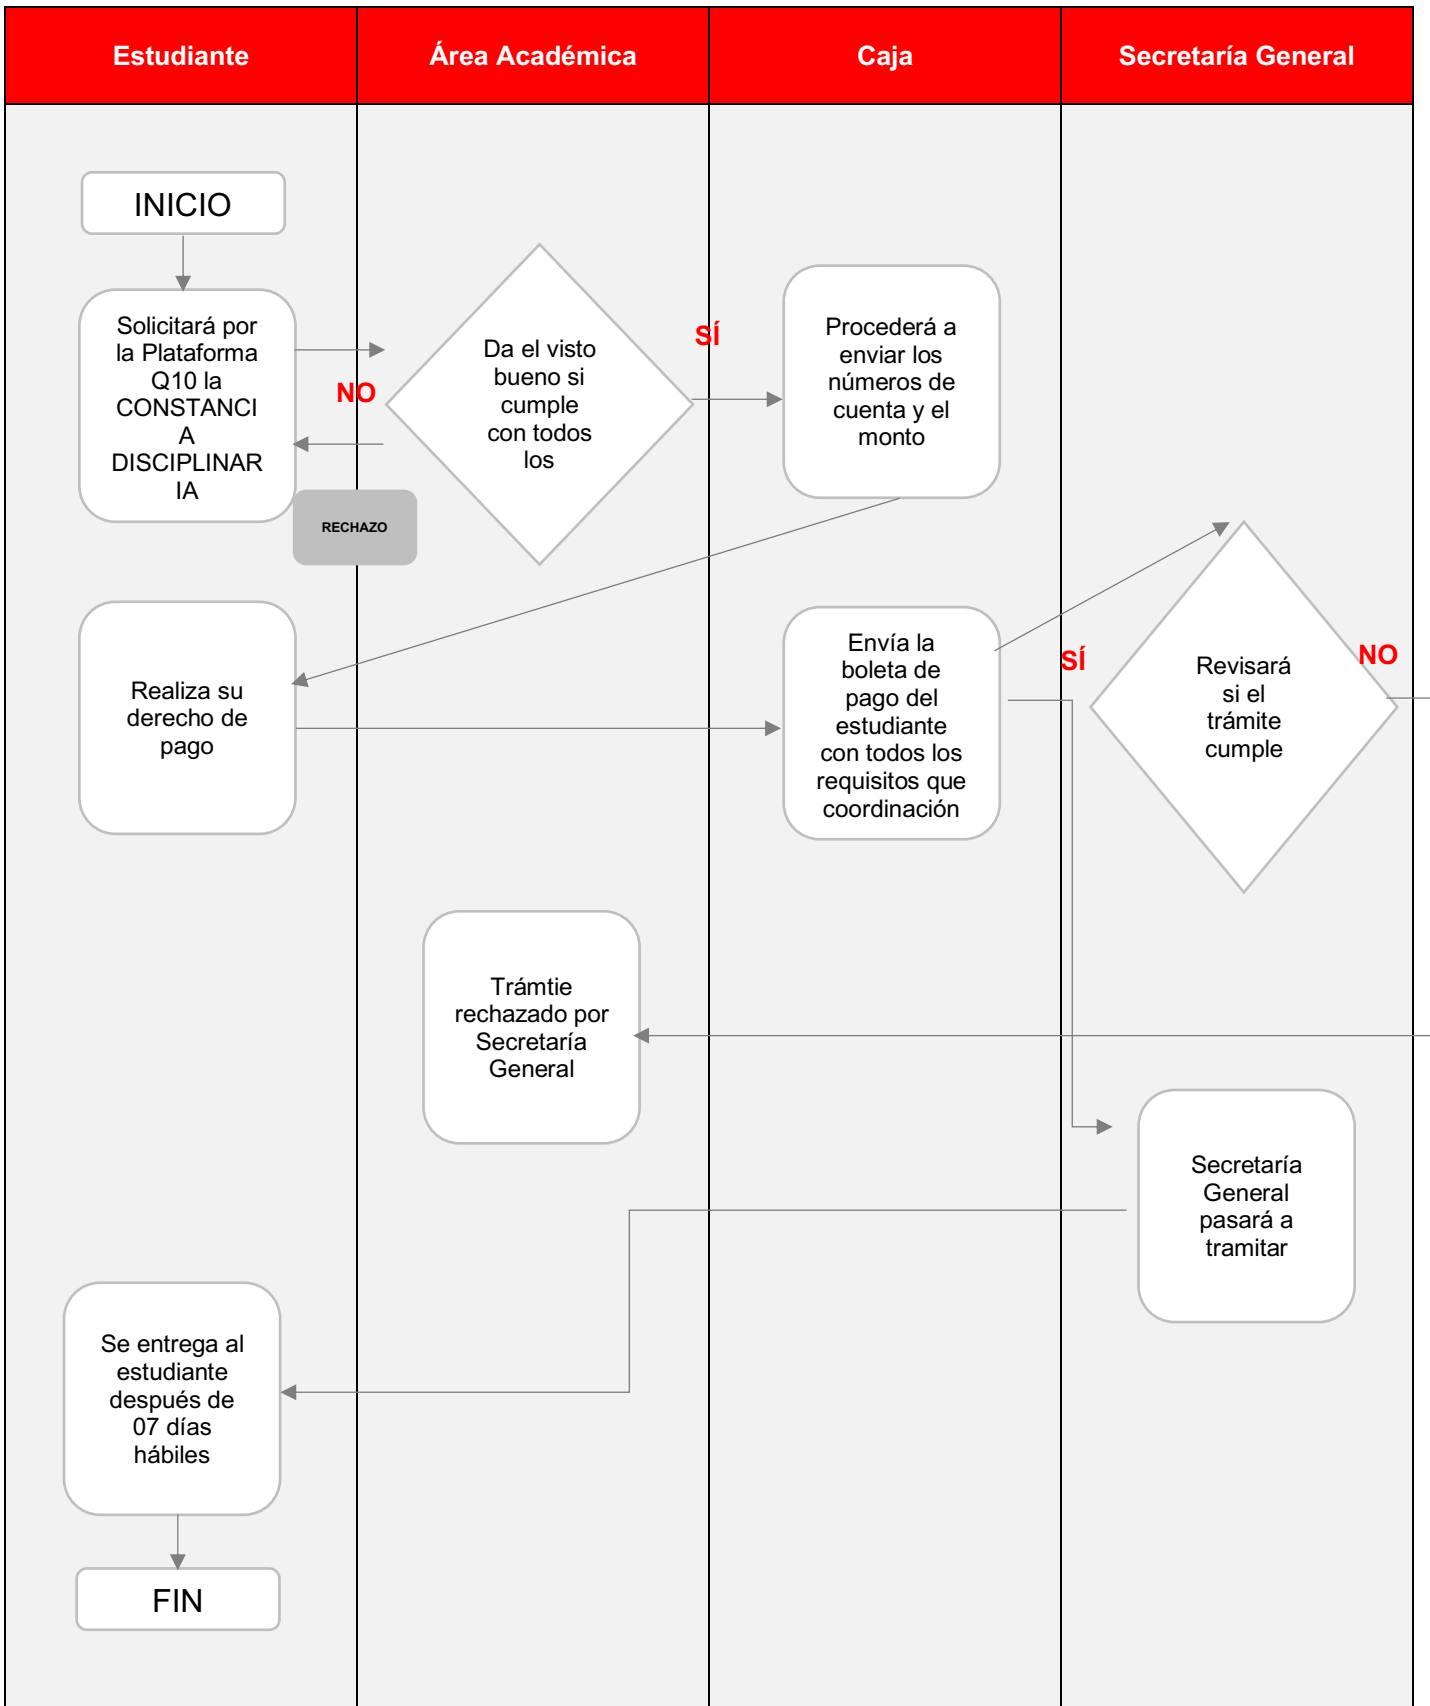 Estudiante
Área Académica
Caja
Secretaría General
INICIO
Solicitará por
la Plataforma
Q10 la
CONSTANCI
A
DISCIPLINAR
IA
NO
RECHAZO
Da el visto
bueno si
cumple
con todos
los
SÍ
Procederá a
enviar los
números de
cuenta y el
monto
Realiza su
derecho de
pago
Envía la
boleta de
pago del
estudiante
con todos los
requisitos que
coordinación
SÍ
Revisará
si el
trámite
cumple
NO
Trámtie
rechazado por
Secretaría
General
Secretaría
General
pasará a
tramitar
Se entrega al
estudiante
después de
07 días
hábiles
FIN